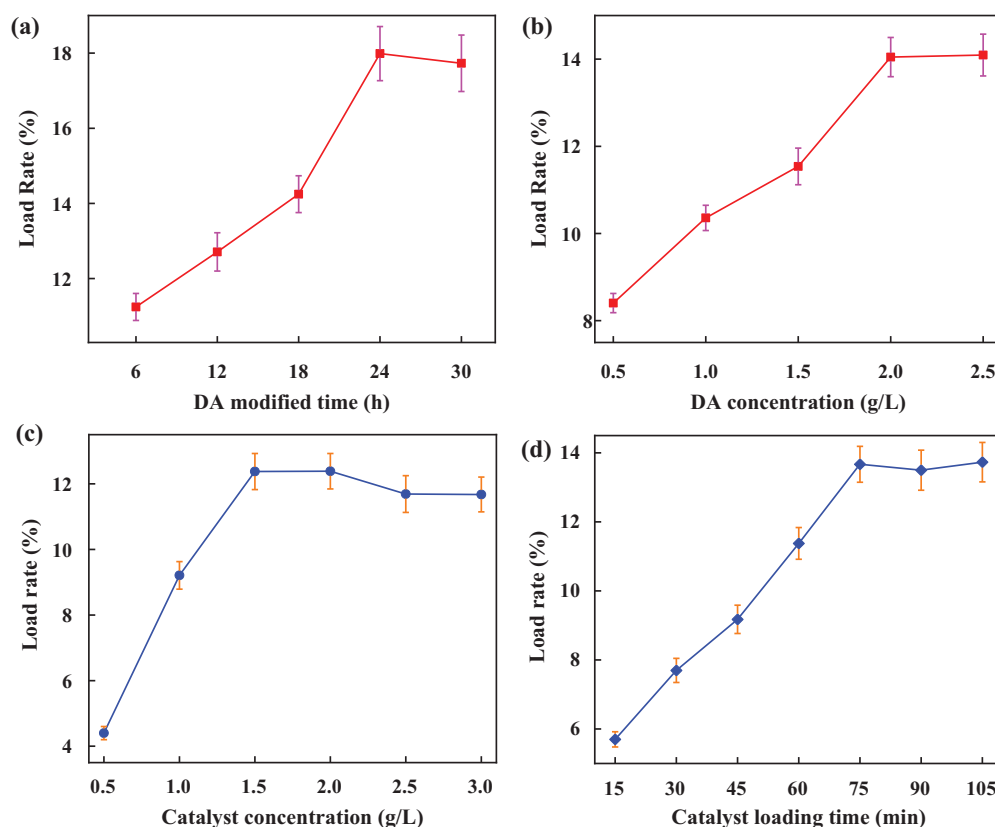 (a)
Load Rate (%)
18
16
14
12
6 12 18 24 30
DA modified time (h)
(b)
Load Rate (%)
14
12
10
8
0.5 1.0 1.5 2.0 2.5
DA concentration (g/L)
(c)
Load rate (%)
12
10
8
6
4
0.5 1.0 1.5 2.0 2.5 3.0
Catalyst concentration (g/L)
(d)
Load rate (%)
14
12
10
8
6
15 30 45 60 75 90 105
Catalyst loading time (min)